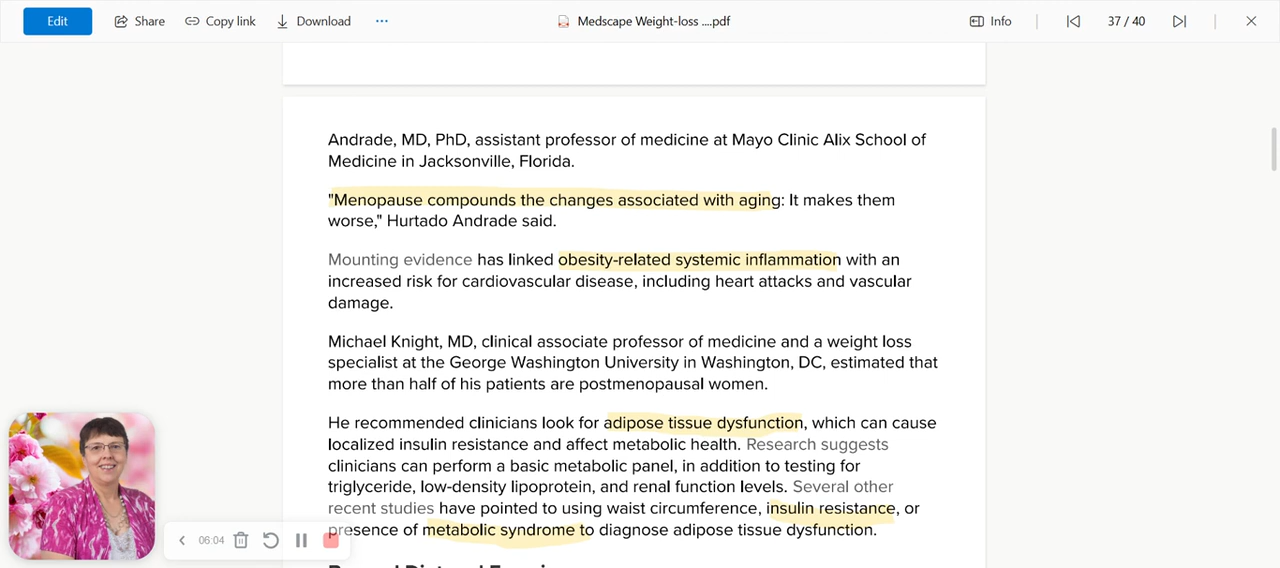 Edit Share Copy link Download ... Medscape Weight-loss ....pdf Info 37 / 40
Andrade, MD, PhD, assistant professor of medicine at Mayo Clinic Alix School of
Medicine in Jacksonville, Florida.
"Menopause compounds the changes associated with aging: It makes them
worse," Hurtado Andrade said.
Mounting evidence has linked obesity-related systemic inflammation with an
increased risk for cardiovascular disease, including heart attacks and vascular
damage.
Michael Knight, MD, clinical associate professor of medicine and a weight loss
specialist at the George Washington University in Washington, DC, estimated that
more than half of his patients are postmenopausal women.
He recommended clinicians look for adipose tissue dysfunction, which can cause
localized insulin resistance and affect metabolic health. Research suggests
clinicians can perform a basic metabolic panel, in addition to testing for
triglyceride, low-density lipoprotein, and renal function levels. Several other
recent studies have pointed to using waist circumference, insulin resistance, or
presence of metabolic syndrome to diagnose adipose tissue dysfunction.
06:04